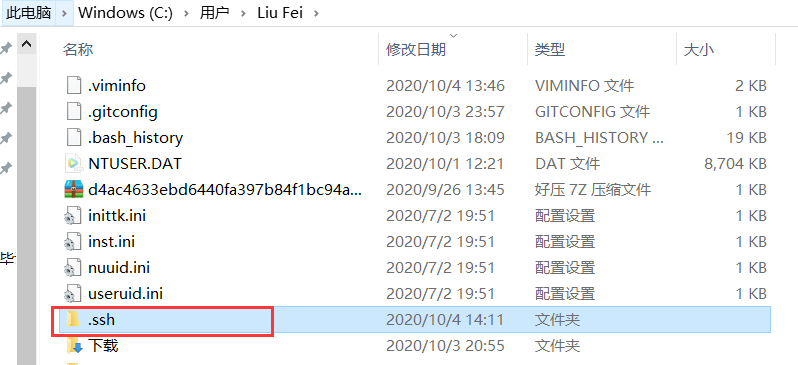 此电脑 > Windows (C:) > 用户 > Liu Fei >
名称 修改日期 类型 大小
.viminfo 2020/10/4 13:46 VIMINFO 文件 2 KB
.gitconfig 2020/10/3 23:57 GITCONFIG 文件 1 KB
.bash_history 2020/10/3 18:09 BASH_HISTORY ... 19 KB
NTUSER.DAT 2020/10/1 12:21 DAT 文件 8,704 KB
d4ac4633ebd6440fa397b84f1bc94a... 2020/9/26 13:45 好压 7Z 压缩文件 1 KB
inittk.ini 2020/7/2 19:51 配置设置 1 KB
inst.ini 2020/7/2 19:51 配置设置 1 KB
nuuid.ini 2020/7/2 19:51 配置设置 1 KB
useruid.ini 2020/7/2 19:51 配置设置 1 KB
.ssh 2020/10/4 14:11 文件夹
下载 2020/10/3 20:55 文件夹